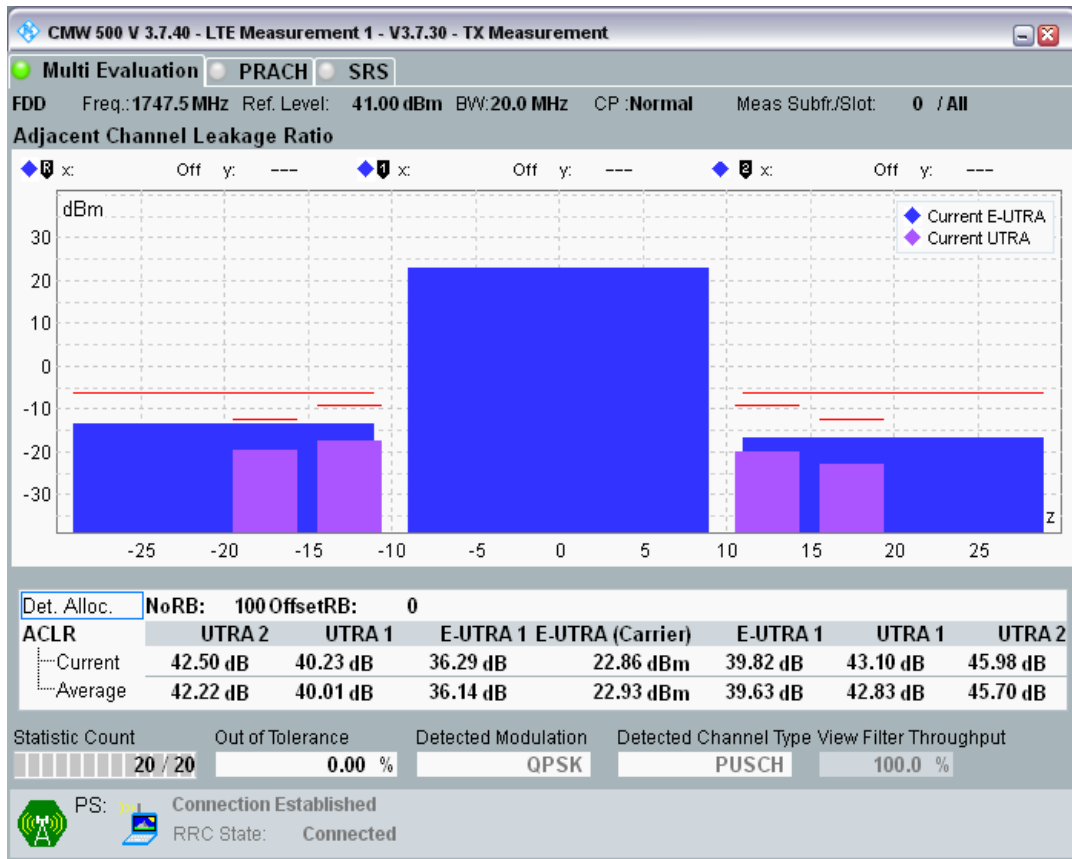 CMW 500 V 3.7.40 - LTE Measurement 1 - V3.7.30 - TX Measurement
Multi Evaluation PRACH SRS
FDD Freq.:1747.5 MHz Ref. Level: 41.00 dBm BW:20.0 MHz CP :Normal Meas Subfr./Slot: 0 / All
Adjacent Channel Leakage Ratio
R x: Off y: --- 1 x: Off y: --- 2 x: Off y: ---
dBm
Current E-UTRA
Current UTRA
30
20
10
0
-10
-20
-30
z
-25 -20 -15 -10 -5 0 5 10 15 20 25
Det. Alloc. NoRB: 100 OffsetRB: 0
ACLR UTRA 2 UTRA 1 E-UTRA 1 E-UTRA (Carrier) E-UTRA 1 UTRA 1 UTRA 2
Current 42.50 dB 40.23 dB 36.29 dB 22.86 dBm 39.82 dB 43.10 dB 45.98 dB
Average 42.22 dB 40.01 dB 36.14 dB 22.93 dBm 39.63 dB 42.83 dB 45.70 dB
Statistic Count Out of Tolerance Detected Modulation Detected Channel Type View Filter Throughput
20 / 20 0.00 % QPSK PUSCH 100.0 %
PS: Connection Established
RRC State: Connected